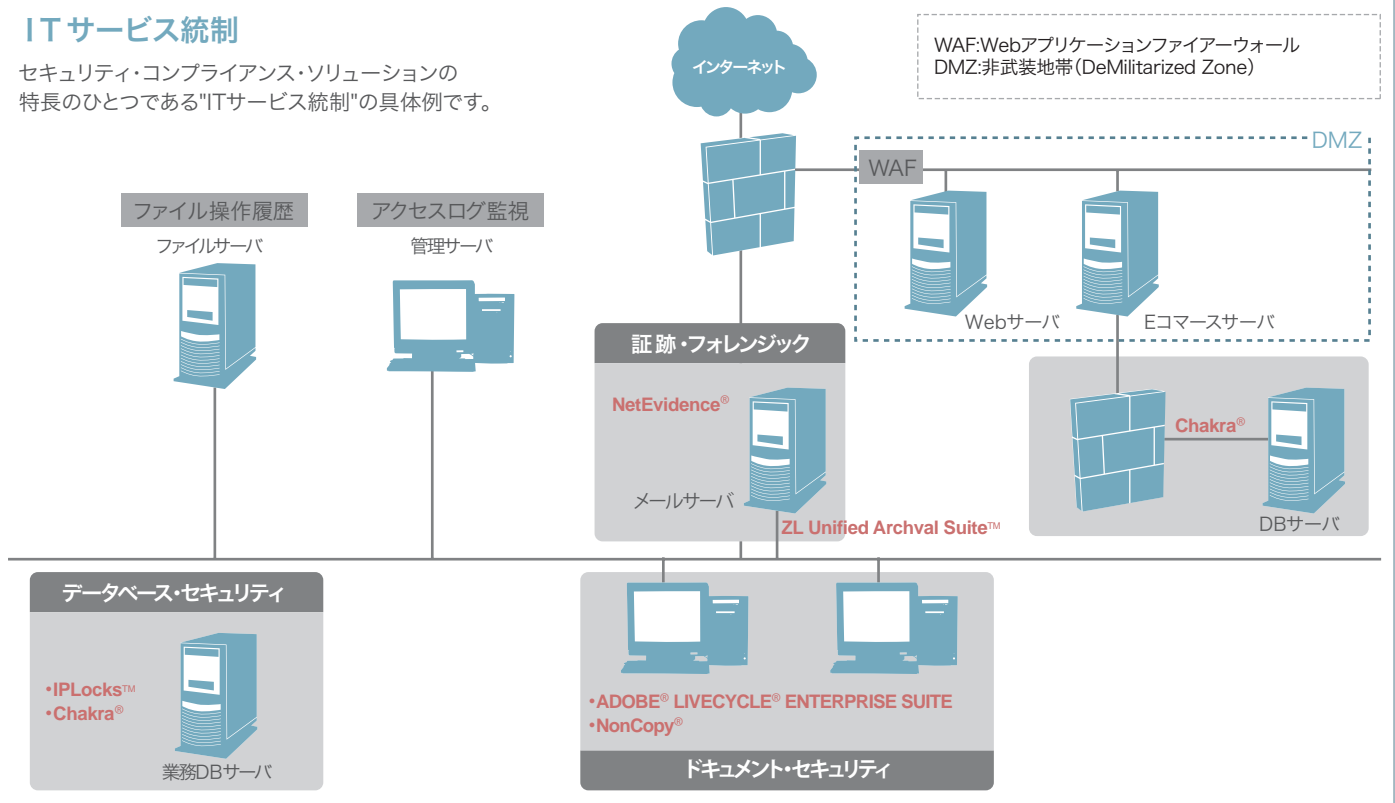 ITサービス統制
セキュリティ・コンプライアンス・ソリューションの
特長のひとつである"ITサービス統制"の具体例です。
インターネット
WAF:Webアプリケーションファイアーウォール
DMZ:非武装地帯(DeMilitarized Zone)
DMZ
WAF
Webサーバ
Eコマースサーバ
ファイル操作履歴
ファイルサーバ
アクセスログ監視
管理サーバ
証跡・フォレンジック
NetEvidence®
メールサーバ
ZL Unified Archval Suite™
Chakra®
DBサーバ
データベース・セキュリティ
・IPLocks™
・Chakra®
業務DBサーバ
・ADOBE® LIVECYCLE® ENTERPRISE SUITE
・NonCopy®
ドキュメント・セキュリティ